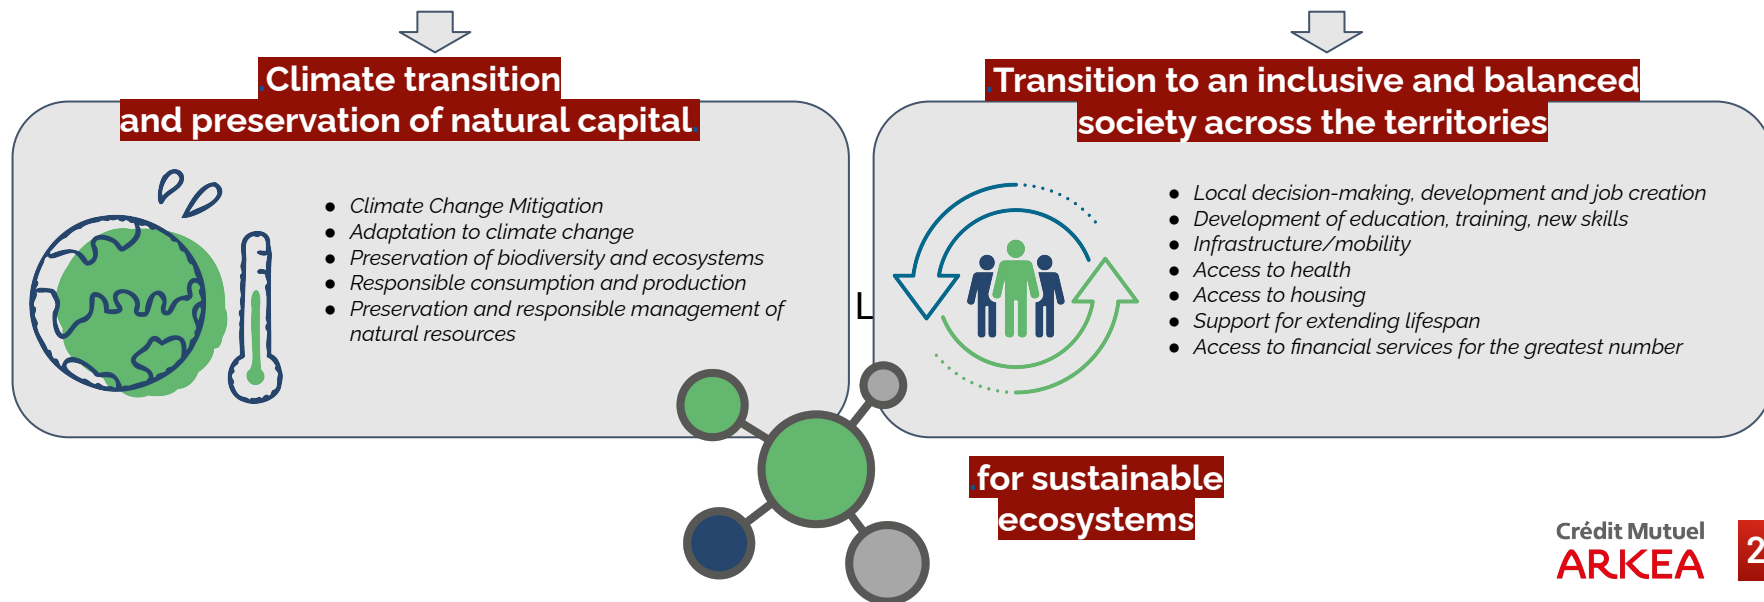 .Climate transition
and preservation of natural capital.
● Climate Change Mitigation
● Adaptation to climate change
● Preservation of biodiversity and ecosystems
● Responsible consumption and production
● Preservation and responsible management of
natural resources
L
.Transition to an inclusive and balanced
society across the territories
● Local decision-making, development and job creation
● Development of education, training, new skills
● Infrastructure/mobility
● Access to health
● Access to housing
● Support for extending lifespan
● Access to financial services for the greatest number
.for sustainable
ecosystems
Crédit Mutuel
ARKEA
2